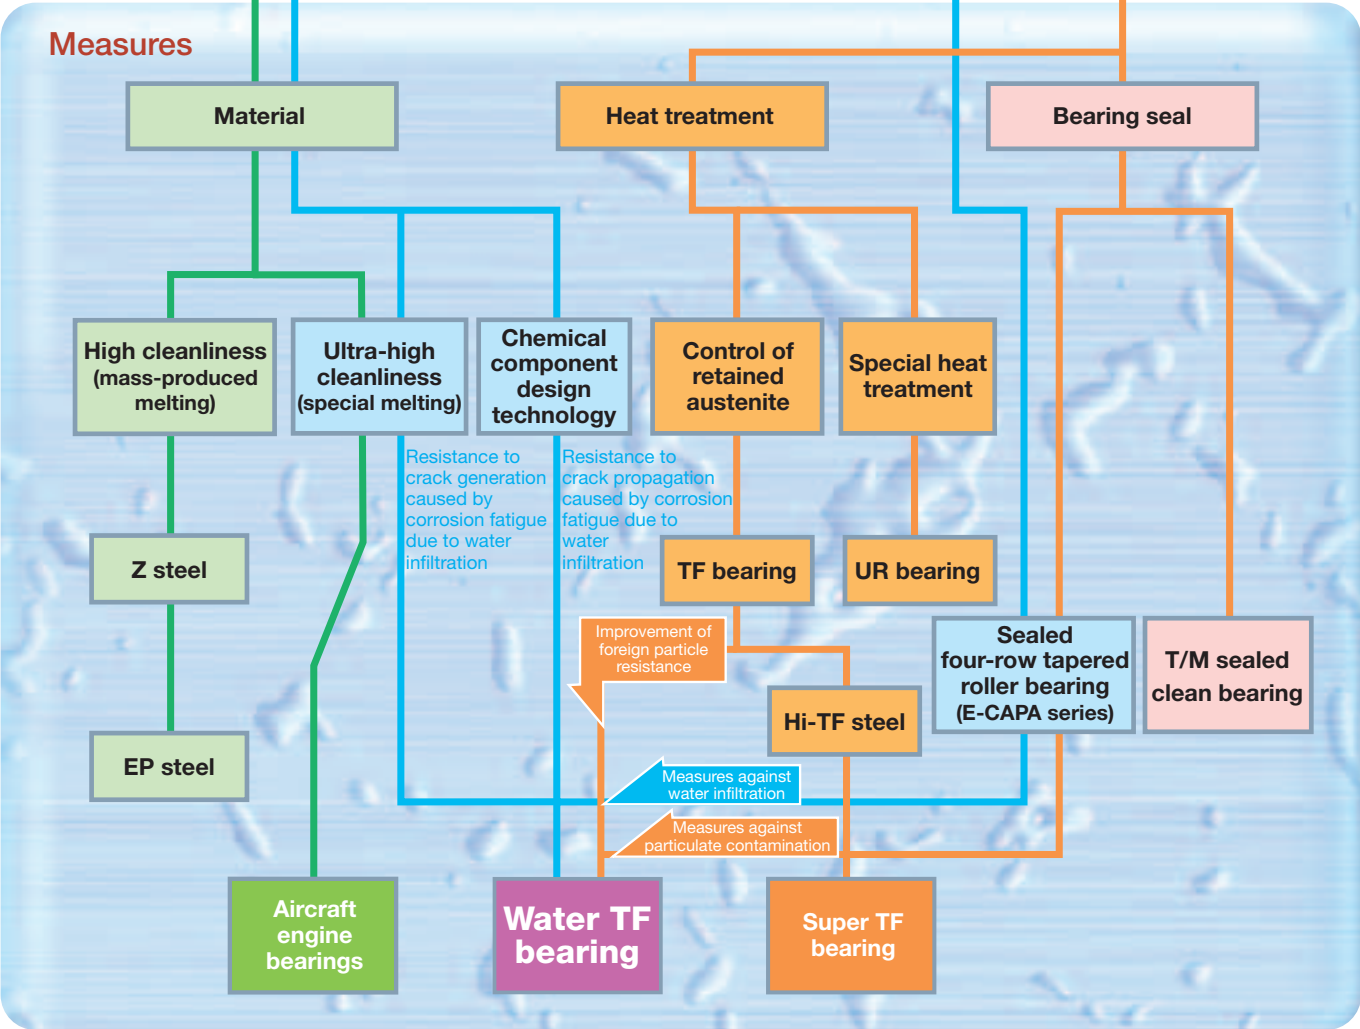 Measures
Material
Heat treatment
Bearing seal
High cleanliness
(mass-produced
melting)
Ultra-high
cleanliness
(special melting)
Chemical
component
design
technology
Control of
retained
austenite
Special heat
treatment
Resistance to
crack generation
caused by
corrosion fatigue
due to water
infiltration
Resistance to
crack propagation
caused by corrosion
fatigue due to
water
infiltration
Z steel
TF bearing
UR bearing
Improvement of
foreign particle
resistance
Sealed
four-row tapered
roller bearing
(E-CAPA series)
T/M sealed
clean bearing
Hi-TF steel
EP steel
Measures against
water infiltration
Measures against
particulate contamination
Aircraft
engine
bearings
Water TF
bearing
Super TF
bearing